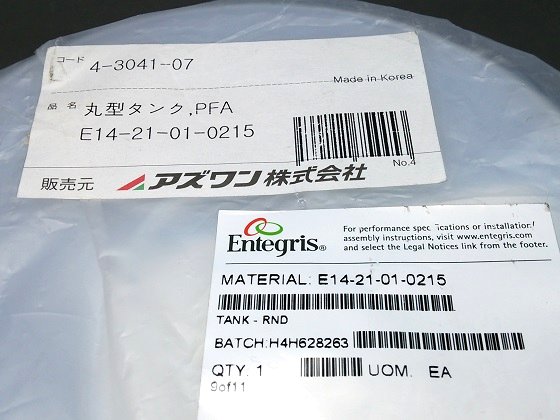 コード 4-3041-07
Made in Korea
品名 丸型タンク,PFA
E14-21-01-0215
No.4
販売元 アズワン株式会社
Entegris®
For performance specifications or installation/
assembly instructions, visit www.entegris.com
and select the Legal Notices link from the footer.
MATERIAL: E14-21-01-0215
TANK - RND
BATCH:H4H628263
QTY. 1 UOM. EA
9of11